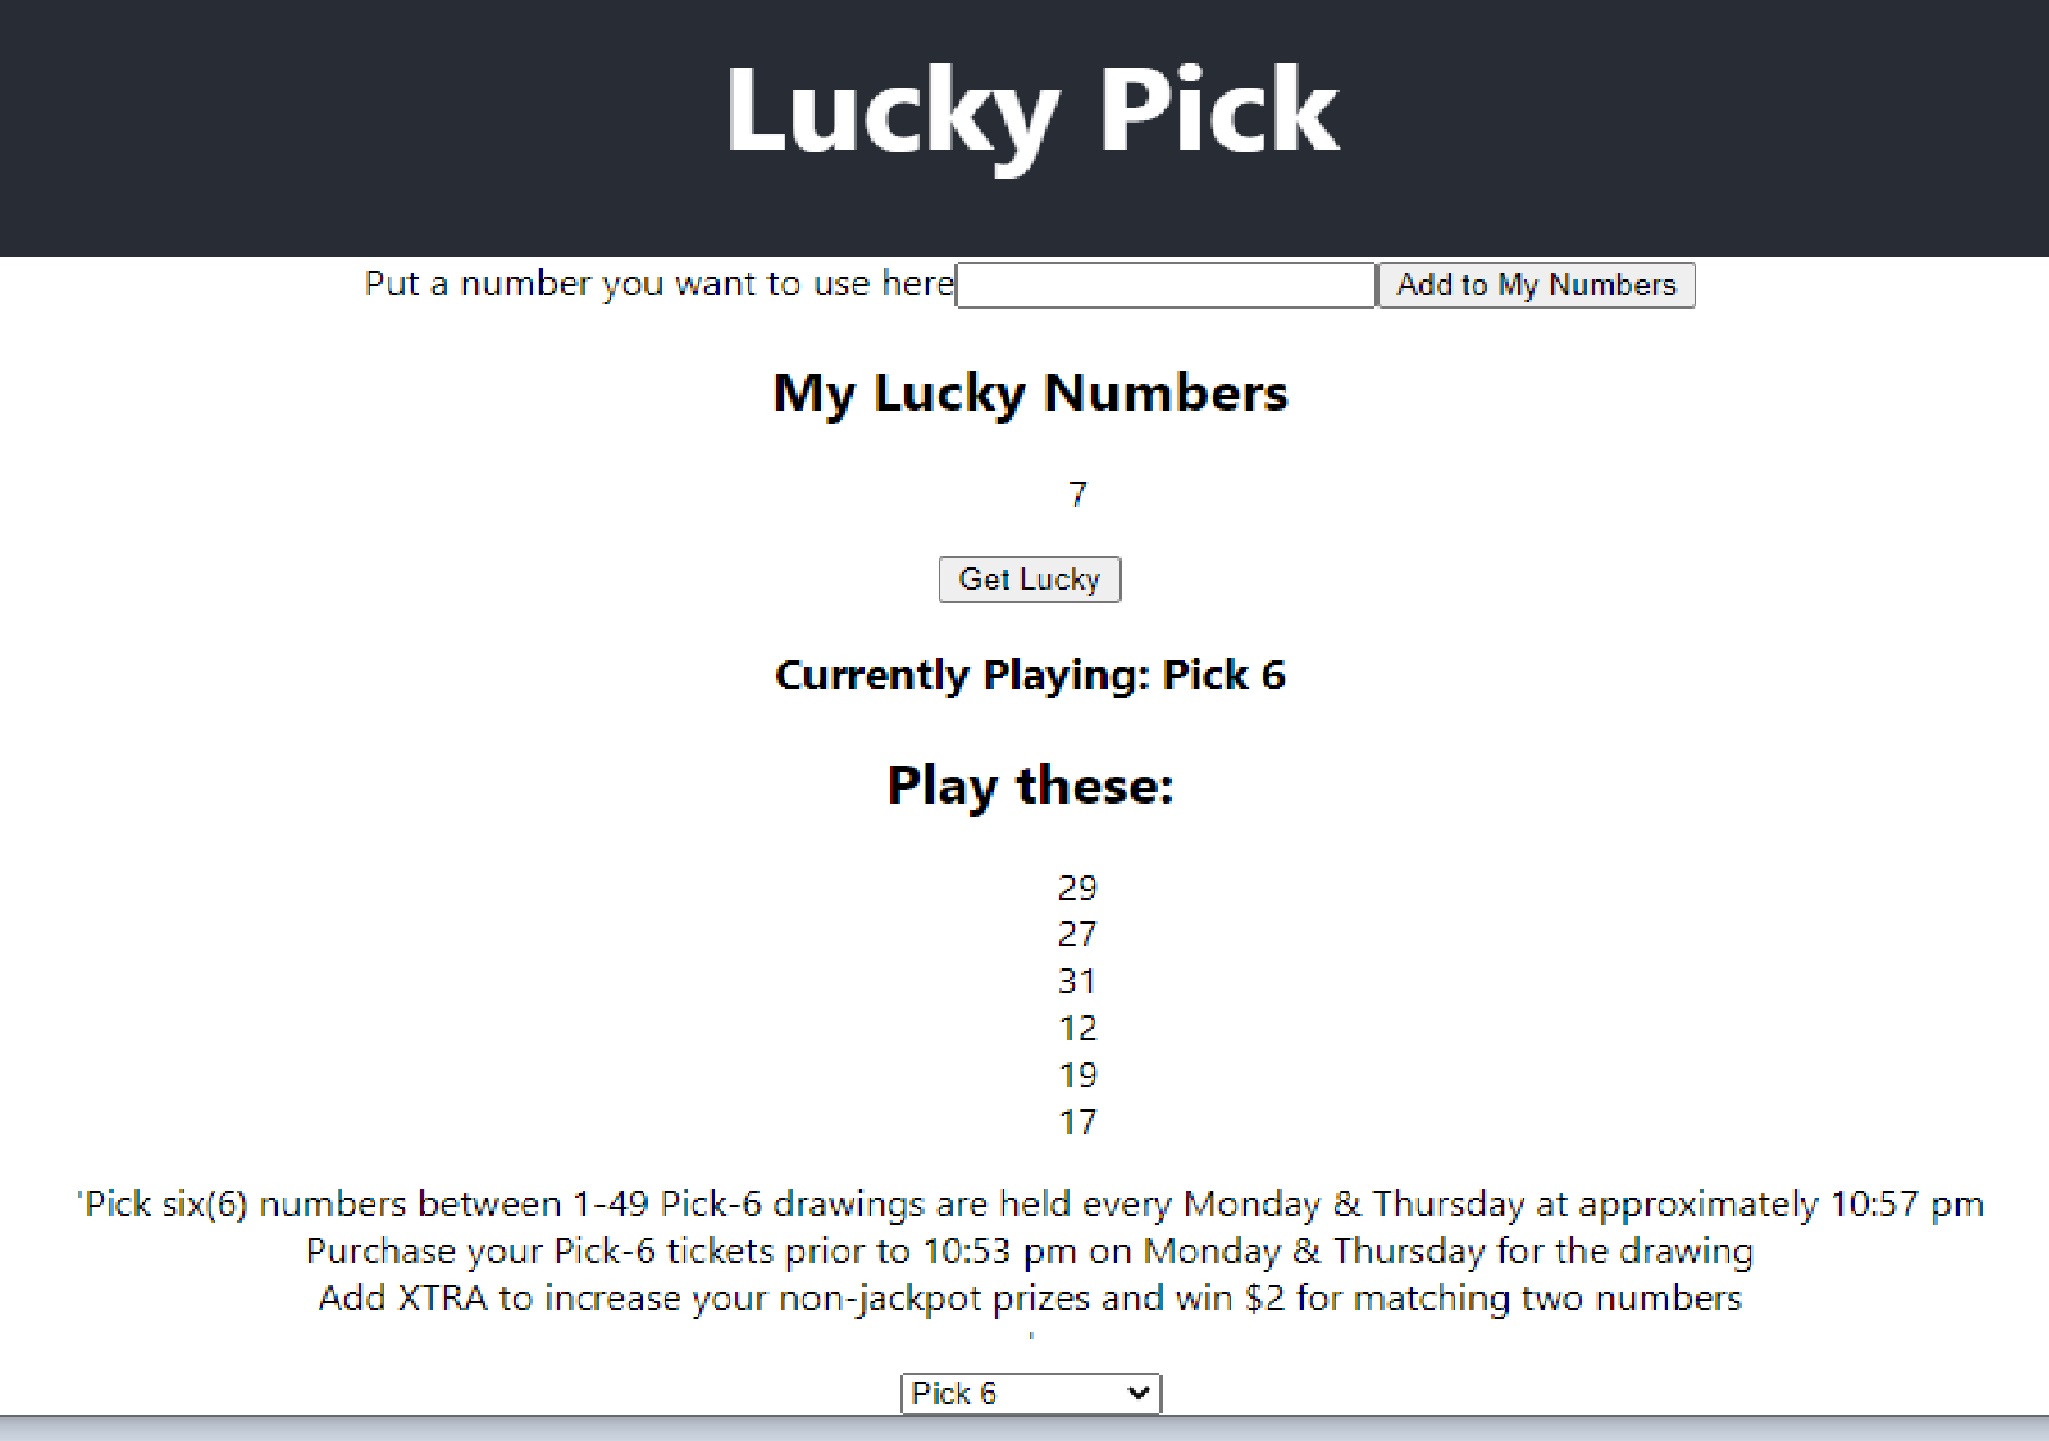 Lucky Pick
Put a number you want to use here Add to My Numbers
My Lucky Numbers
7
Get Lucky
Currently Playing: Pick 6
Play these:
29
27
31
12
19
17
'Pick six(6) numbers between 1-49 Pick-6 drawings are held every Monday & Thursday at approximately 10:57 pm
Purchase your Pick-6 tickets prior to 10:53 pm on Monday & Thursday for the drawing
Add XTRA to increase your non-jackpot prizes and win $2 for matching two numbers
'
Pick 6